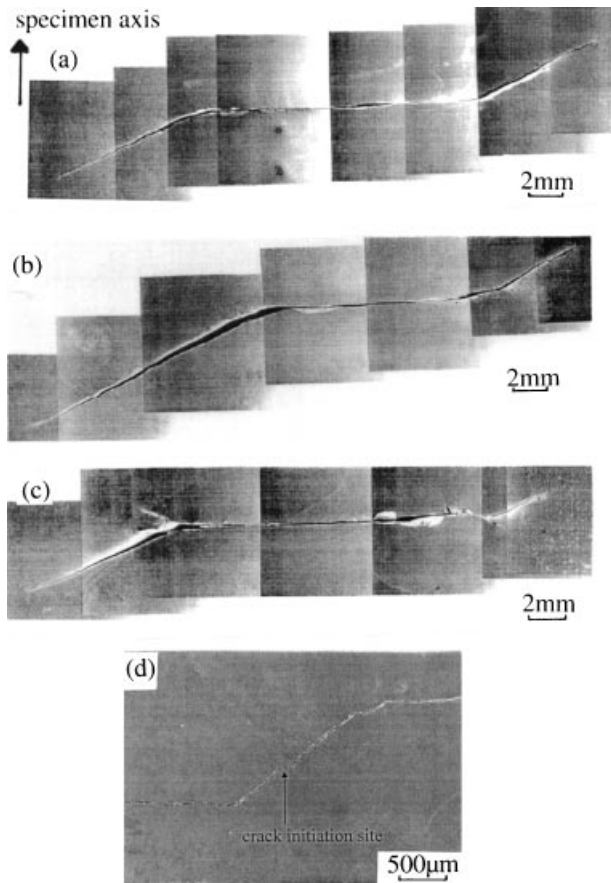 specimen axis
(a)
2mm
(b)
2mm
(c)
2mm
(d)
crack initiation site
500μm